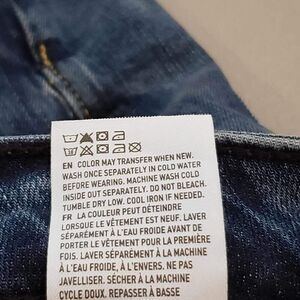 EN COLOR MAY TRANSFER WHEN NEW.
WASH ONCE SEPARATELY IN COLD WATER
BEFORE WEARING. MACHINE WASH COLD
INSIDE OUT SEPARATELY. DO NOT BLEACH.
TUMBLE DRY LOW. COOL IRON IF NEEDED.
FR LA COULEUR PEUT DÉTEINDRE
LORSQUE LE VÊTEMENT EST NEUF. LAVER
SÉPARÉMENT À L'EAU FROIDE AVANT DE
PORTER LE VÊTEMENT POUR LA PREMIÈRE
FOIS. LAVER SÉPARÉMENT À LA MACHINE
À L'EAU FROIDE, À L'ENVERS. NE PAS
JAVELLISER. SÉCHER À LA MACHINE
CYCLE DOUX. REPASSER À BASSE